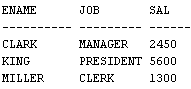 ENAME      JOB       SAL
---------- --------- ------
CLARK      MANAGER   2450
KING       PRESIDENT 5600
MILLER     CLERK     1300